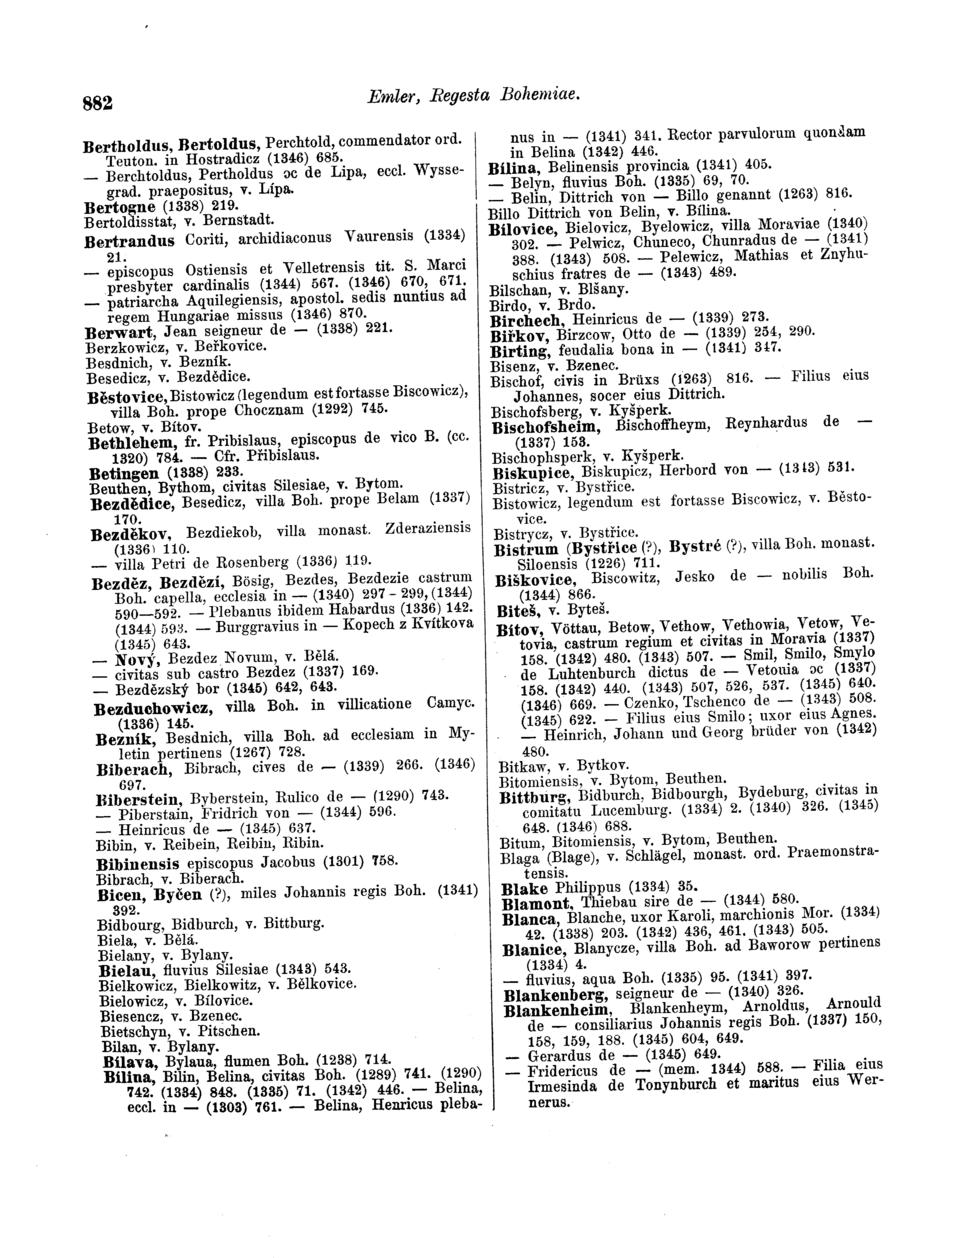 882
Emler, Regesta Bohemiae.
Bertholdus, Bertoldus, Perchtold, commendator ord.
Teuton. in Hostradicz (1346) 685.
— Berchtoldus, Pertholdus ɔc de Lipa, eccl. Wysse-
grad. praepositus, v. Lípa.
Bertogne (1338) 219.
Bertoldisstat, v. Bernstadt.
Bertrandus Coriti, archidiaconus Vaurensis (1334)
21.
— episcopus Ostiensis et Velletrensis tit. S. Marci
presbyter cardinalis (1344) 567. (1346) 670, 671.
— patriarcha Aquilegiensis, apostol. sedis nuntius ad
regem Hungariae missus (1346) 870.
Berwart, Jean seigneur de — (1338) 221.
Berzkowicz, v. Beřkovice.
Besdnich, v. Bezník.
Besedicz, v. Bezdědice.
Běstovice, Bistowicz (legendum est fortasse Biscowicz),
villa Boh. prope Chocznam (1292) 745.
Betow, v. Bítov.
Bethlehem, fr. Pribislaus, episcopus de vico B. (cc.
1320) 784. — Cfr. Přibislaus.
Betingen (1338) 233.
Beuthen, Bythom, civitas Silesiae, v. Bytom.
Bezdědice, Besedicz, villa Boh. prope Belam (1337)
170.
Bezděkov, Bezdiekob, villa monast. Zderaziensis
(1336) 110.
— villa Petri de Rosenberg (1336) 119.
Bezděz, Bezdězí, Bösig, Bezdes, Bezdezie castrum
Boh. capella, ecclesia in — (1340) 297-299, (1344)
590—592. — Plebanus ibidem Habardus (1336) 142.
(1344) 593. — Burggravius in — Kopech z Kvítkova
(1345) 643.
— Nový, Bezdez Novum, v. Bělá.
— civitas sub castro Bezdez (1337) 169.
— Bezdězský bor (1345) 642, 643.
Bezduchowicz, villa Boh. in villicatione Camyc.
(1336) 145.
Bezník, Besdnich, villa Boh. ad ecclesiam in My-
letin pertinens (1267) 728.
Biberach, Bibrach, cives de — (1339) 266. (1346)
697.
Biberstein, Byberstein, Rulico de — (1290) 743.
— Piberstain, Fridrich von — (1344) 596.
— Heinricus de — (1345) 637.
Bibin, v. Reibein, Reibin, Ribin.
Bibinensis episcopus Jacobus (1301) 758.
Bibrach, v. Biberach.
Bicen, Byčen (?), miles Johannis regis Boh. (1341)
392.
Bidbourg, Bidburch, v. Bittburg.
Biela, v. Bělá.
Bielany, v. Bylany.
Bielau, fluvius Silesiae (1343) 543.
Bielkowicz, Bielkowitz, v. Bělkovice.
Bielowicz, v. Bílovice.
Biesencz, v. Bzenec.
Bietschyn, v. Pitschen.
Bilan, v. Bylany.
Bílava, Bylaua, flumen Boh. (1238) 714.
Bílina, Bilin, Belina, civitas Boh. (1289) 741. (1290)
742. (1334) 848. (1335) 71. (1342) 446. — Belina,
eccl. in — (1303) 761. — Belina, Henricus pleba-
nus in — (1341) 341. Rector parvulorum quondam
in Belina (1342) 446.
Bílina, Belinensis provincia (1341) 405.
— Belyn, fluvius Boh. (1335) 69, 70.
— Belin, Dittrich von — Billo genannt (1263) 816.
Billo Dittrich von Belin, v. Bílina.
Bílovice, Bielovicz, Byelowicz, villa Moraviae (1340)
302. — Pelwicz, Chuneco, Chunradus de — (1341)
388. (1343) 508. — Pelewicz, Mathias et Znyhu-
schius fratres de — (1343) 489.
Bilschan, v. Blšany.
Birdo, v. Brdo.
Birchech, Heinricus de — (1339) 273.
Biřkov, Birzcow, Otto de — (1339) 254, 290.
Birting, feudalia bona in — (1341) 347.
Bisenz, v. Bzenec.
Bischof, civis in Brüxs (1263) 816. — Filius eius
Johannes, socer eius Dittrich.
Bischofsberg, v. Kyšperk.
Bischofsheim, Bischoffheym, Reynhardus de —
(1337) 153.
Bischophsperk, v. Kyšperk.
Biskupice, Biskupicz, Herbord von — (1343) 531.
Bistricz, v. Bystřice.
Bistowicz, legendum est fortasse Biscowicz, v. Běsto-
vice.
Bistrycz, v. Bystřice.
Bistrum (Bystřice (?), Bystré (?), villa Boh. monast.
Siloensis (1226) 711.
Biškovice, Biscowitz, Jesko de — nobilis Boh.
(1344) 866.
Biteš, v. Byteš.
Bítov, Vöttau, Betow, Vethow, Vethowia, Vetow, Ve-
tovia, castrum regium et civitas in Moravia (1337)
158. (1342) 480. (1343) 507. — Smil, Smilo, Smylo
de Luhtenburch dictus de — Vetonia ɔc (1337)
158. (1342) 440. (1343) 507, 526, 537. (1345) 640.
(1346) 669. — Czenko, Tschenco de — (1343) 508.
(1345) 622. — Filius eius Smilo; uxor eius Agnes.
— Heinrich, Johann und Georg brüder von (1342)
480.
Bitkaw, v. Bytkov.
Bitomiensis, v. Bytom, Beuthen.
Bittburg, Bidburch, Bidbourgh, Bydeburg, civitas in
comitatu Lucemburg. (1334) 2. (1340) 326. (1345)
648. (1346) 688.
Bitum, Bitomiensis, v. Bytom, Beuthen.
Blaga (Blage), v. Schlägel, monast. ord. Praemonstra-
tensis.
Blake Philippus (1334) 35.
Blamont, Thiebau sire de — (1344) 580.
Blanca, Blanche, uxor Karoli, marchionis Mor. (1334)
42. (1338) 203. (1342) 436, 461. (1343) 505.
Blanice, Blanycze, villa Boh. ad Baworow pertinens
(1334) 4.
— fluvius, aqua Boh. (1335) 95. (1341) 397.
Blankenberg, seigneur de — (1340) 326.
Blankenheim, Blankenheym, Arnoldus, Arnould
de — consiliarius Johannis regis Boh. (1337) 150,
158, 159, 188. (1345) 604, 649.
— Gerardus de — (1345) 649.
— Fridericus de — (mem. 1344) 588. — Filia eius
Irmesinda de Tonynburch et maritus eius Wer-
nerus.